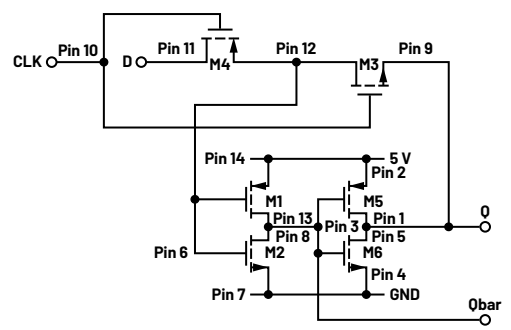 CLK
Pin 10
D
Pin 11
M4
Pin 12
M3
Pin 9
Pin 14
5 V
Pin 2
M1
M5
Q
Pin 13
Pin 3
Pin 1
Pin 8
Pin 5
Pin 6
M2
M6
Pin 4
Pin 7
GND
Qbar